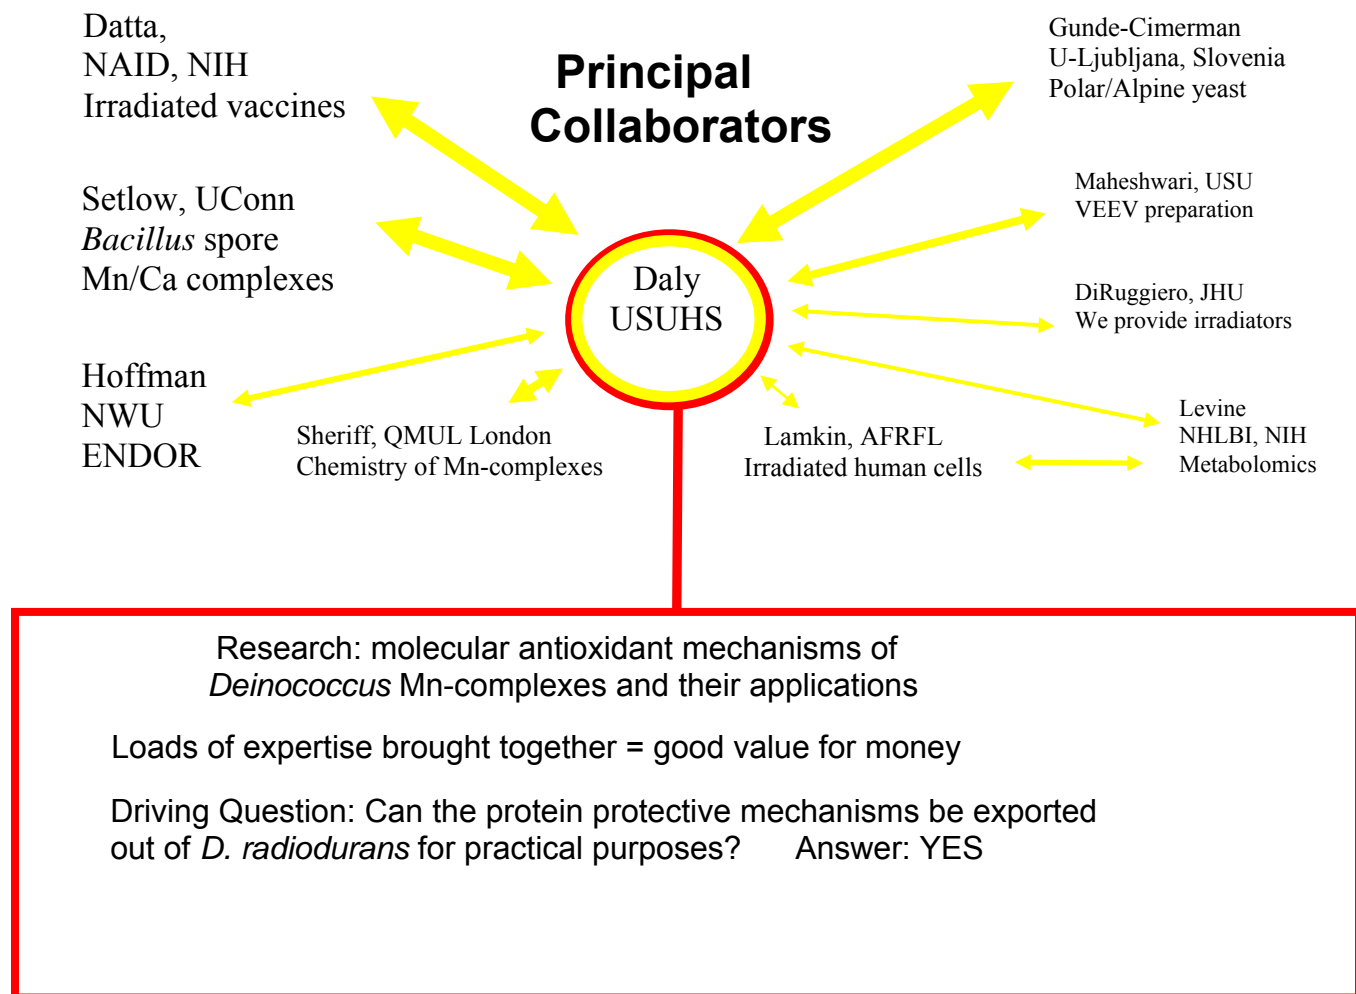 Principal
Collaborators
Datta,
NAID, NIH
Irradiated vaccines
Setlow, UConn
Bacillus spore
Mn/Ca complexes
Hoffman
NWU
ENDOR
Sheriff, QMUL London
Chemistry of Mn-complexes
Daly
USUHS
Gunde-Cimerman
U-Ljubljana, Slovenia
Polar/Alpine yeast
Maheshwari, USU
VEEV preparation
DiRuggiero, JHU
We provide irradiators
Levine
NHLBI, NIH
Metabolomics
Lamkin, AFRFL
Irradiated human cells
Research: molecular antioxidant mechanisms of
Deinococcus Mn-complexes and their applications
Loads of expertise brought together = good value for money
Driving Question: Can the protein protective mechanisms be exported
out of D. radiodurans for practical purposes? Answer: YES